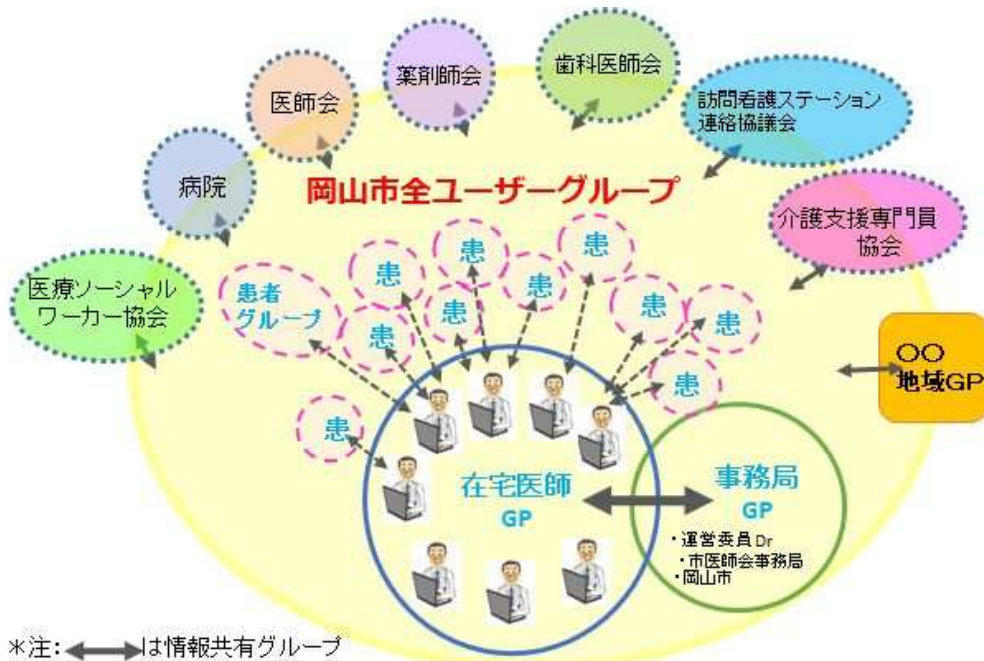 歯科医師会
薬剤師会
医師会
訪問看護ステーション
連絡協議会
病院
岡山市全ユーザーグループ
介護支援専門員
協会
医療ソーシャル
ワーカー協会
患者
グループ
患
患
患
患
患
患
患
患
患
患
〇〇
地域GP
在宅医師
GP
事務局
GP
・運営委員Dr
・市医師会事務局
・岡山市
*注:は情報共有グループ